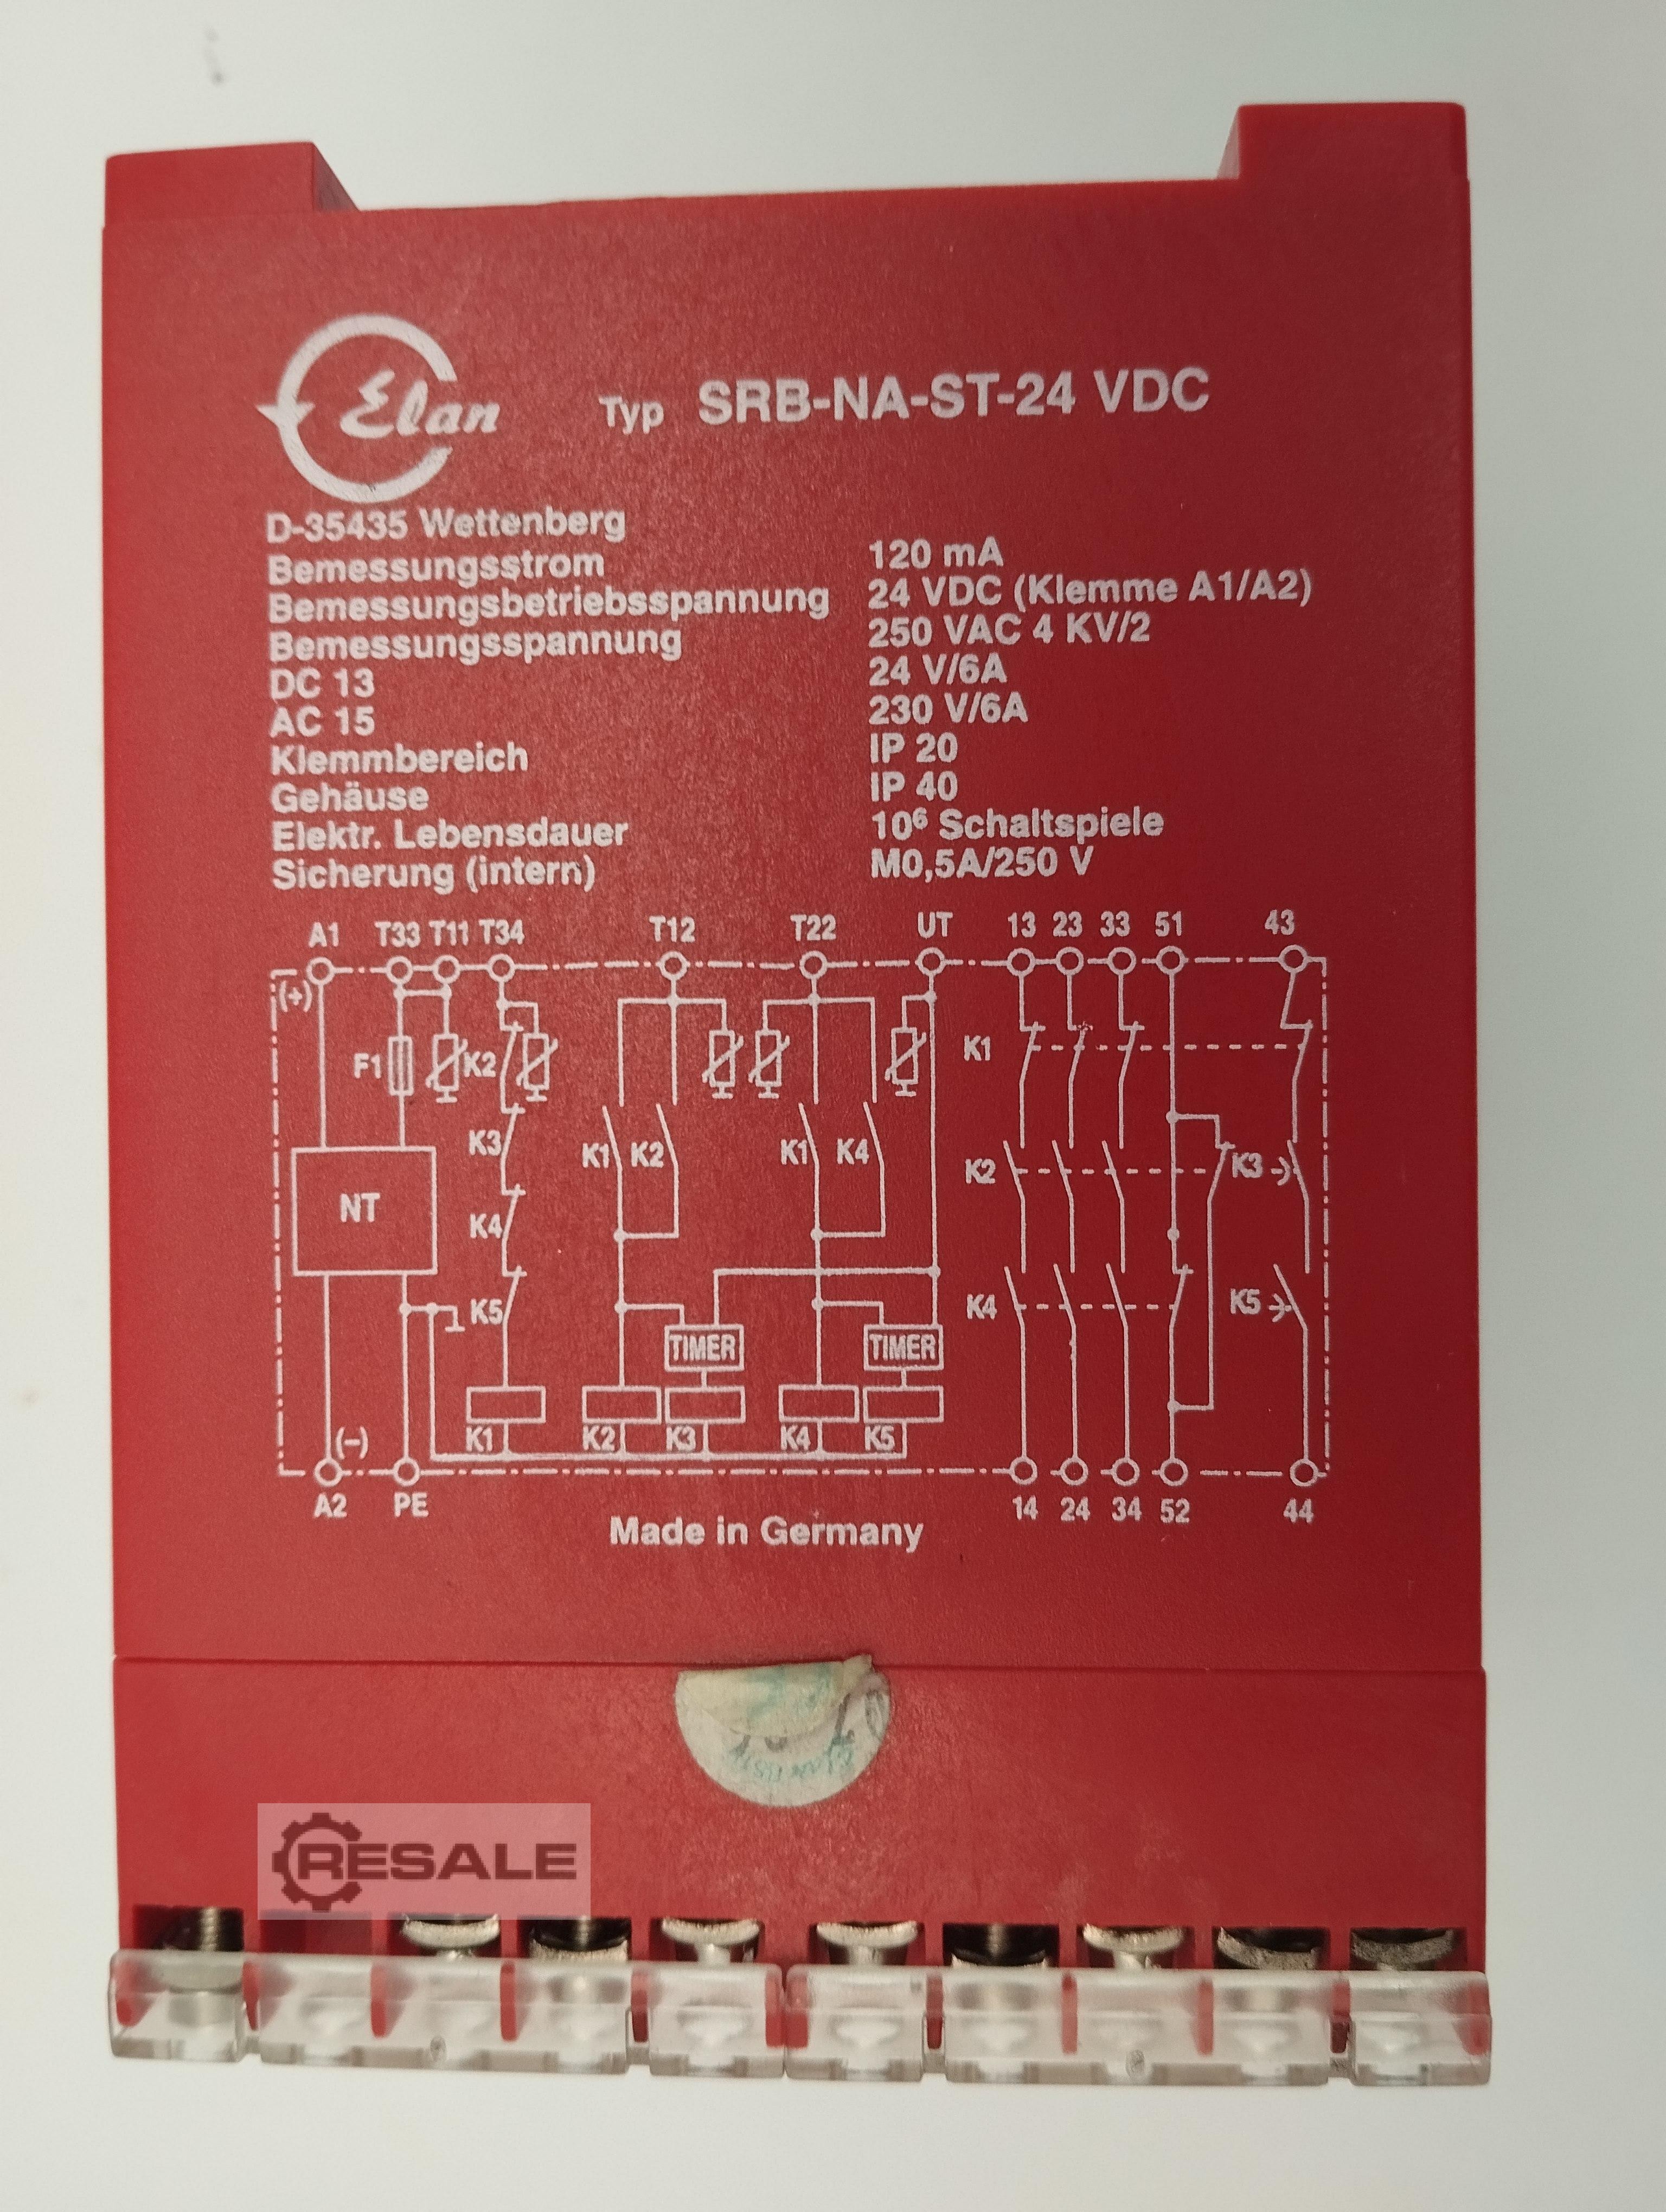 Elan
Typ SRB-NA-ST-24 VDC
D-35435 Wettenberg
Bemessungsstrom 120 mA
Bemessungsbetriebsspannung 24 VDC (Klemme A1/A2)
Bemessungsspannung 250 VAC 4 KV/2
DC 13 24 V/6A
AC 15 230 V/6A
Klemmbereich IP 20
Gehäuse IP 40
Elektr. Lebensdauer 10⁶ Schaltspiele
Sicherung (intern) M0,5A/250 V
A1 T33 T11 T34 T12 T22 UT 13 23 33 51 43
(+)
F1 K2 K1
K3 K1 K2 K1 K4 K2 K3
NT
K4
K5 K4 K5
TIMER TIMER
K1 K2 K3 K4 K5
(-)
A2 PE 14 24 34 52 44
Made in Germany
RESALE